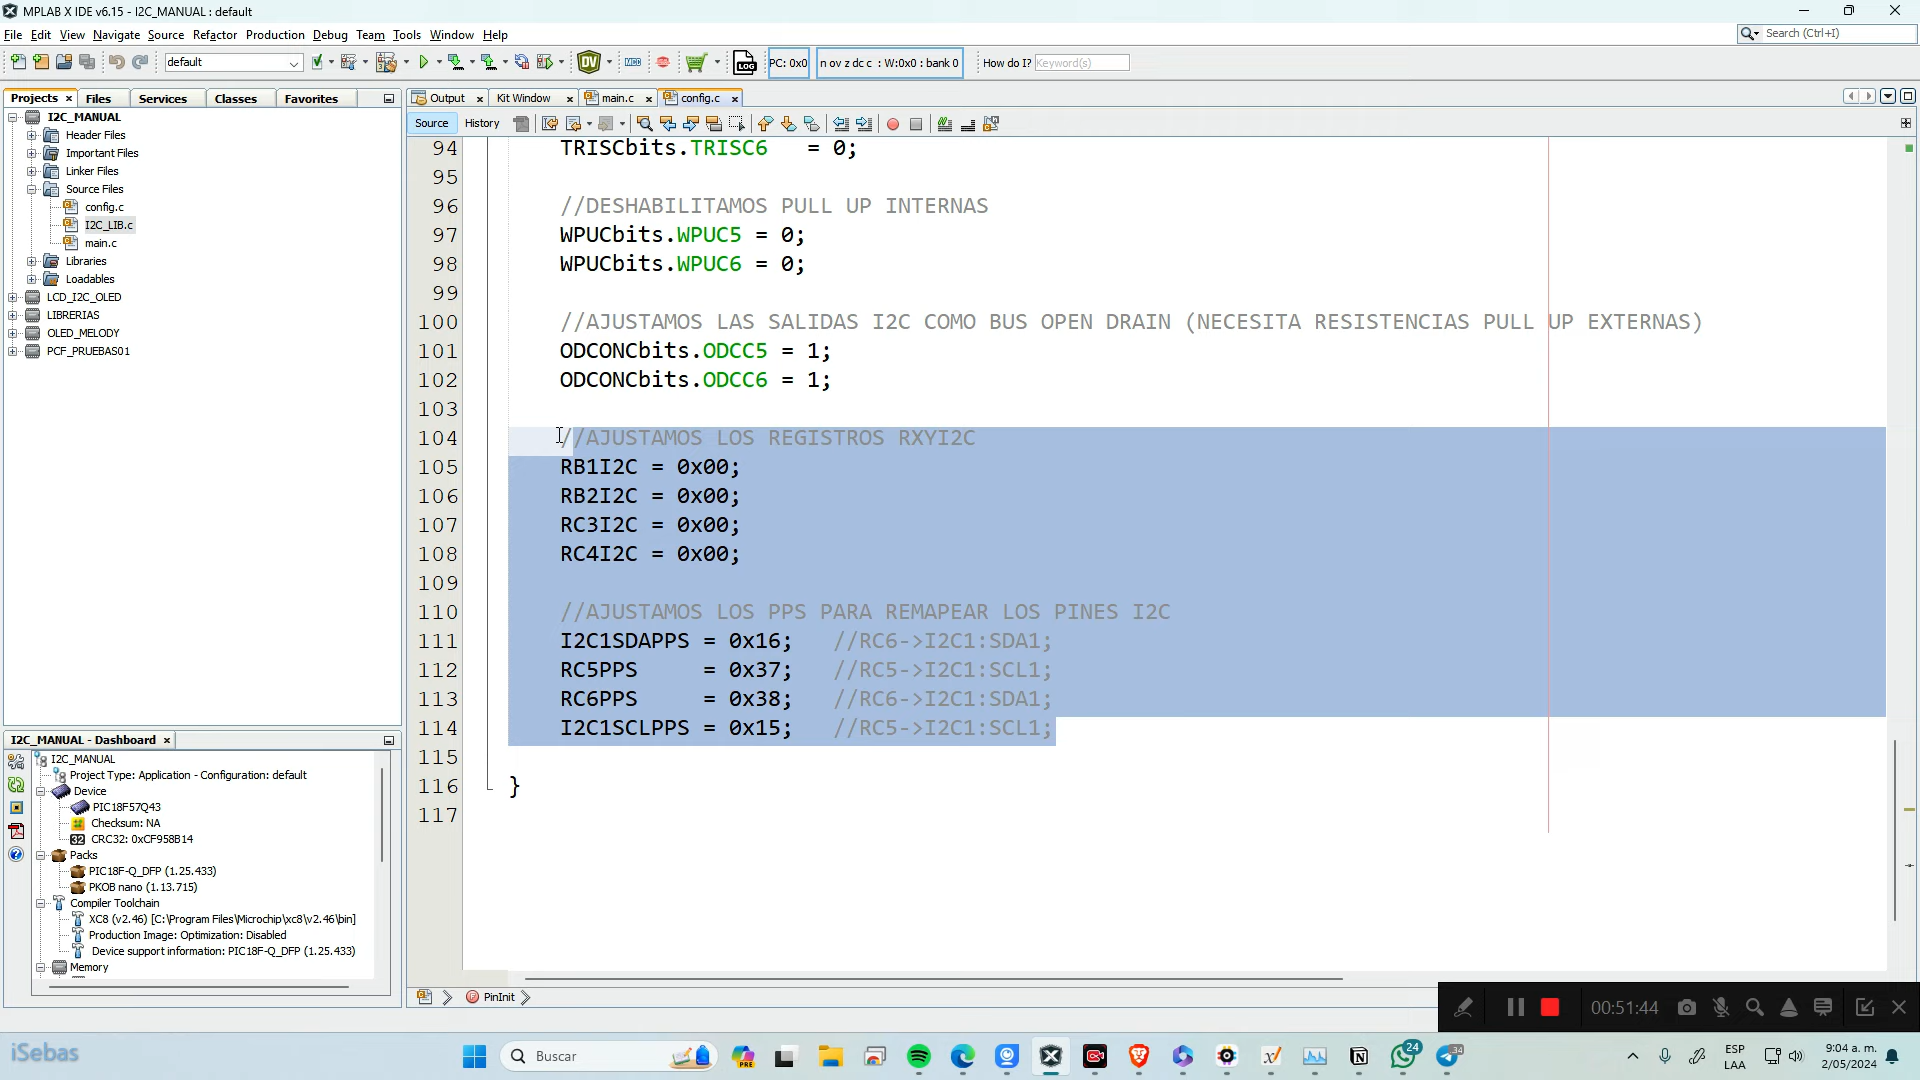 MPLAB X IDE v6.15 - I2C_MANUAL : default
File Edit View Navigate Source Refactor Production Debug Team Tools Window Help
Search (Ctrl+I)
default
PC: 0x0
n ov z dc c : W:0x0 : bank 0
How do I? Keyword(s)
Projects Files Services Classes Favorites
Output Kit Window main.c config.c
Source History
I2C_MANUAL
Header Files
Important Files
Linker Files
Source Files
config.c
I2C_LIB.c
main.c
Libraries
Loadables
LCD_I2C_OLED
LIBRERIAS
OLED_MELODY
PCF_PRUEBAS01
94 TRISCbits.TRISC6 = 0;
95
96 //DESHABILITAMOS PULL UP INTERNAS
97 WPUCbits.WPUC5 = 0;
98 WPUCbits.WPUC6 = 0;
99
100 //AJUSTAMOS LAS SALIDAS I2C COMO BUS OPEN DRAIN (NECESITA RESISTENCIAS PULL UP EXTERNAS)
101 ODCONCbits.ODCC5 = 1;
102 ODCONCbits.ODCC6 = 1;
103
104 //AJUSTAMOS LOS REGISTROS RXYI2C
105 RB1I2C = 0x00;
106 RB2I2C = 0x00;
107 RC3I2C = 0x00;
108 RC4I2C = 0x00;
109
110 //AJUSTAMOS LOS PPS PARA REMAPEAR LOS PINES I2C
111 I2C1SDAPPS = 0x16; //RC6->I2C1:SDA1;
112 RC5PPS = 0x37; //RC5->I2C1:SCL1;
113 RC6PPS = 0x38; //RC6->I2C1:SDA1;
114 I2C1SCLPPS = 0x15; //RC5->I2C1:SCL1;
115
116 }
117
I2C_MANUAL - Dashboard
I2C_MANUAL
Project Type: Application - Configuration: default
Device
PIC18F57Q43
Checksum: NA
CRC32: 0xCF958B14
Packs
PIC18F-Q_DFP (1.25.433)
PKOB nano (1.13.715)
Compiler Toolchain
XC8 (v2.46) [C:\Program Files\Microchip\xc8\v2.46\bin]
Production Image: Optimization: Disabled
Device support information: PIC18F-Q_DFP (1.25.433)
Memory
PinInit
00:51:44
iSebas
Buscar
24
34
ESP
LAA
9:04 a. m.
2/05/2024